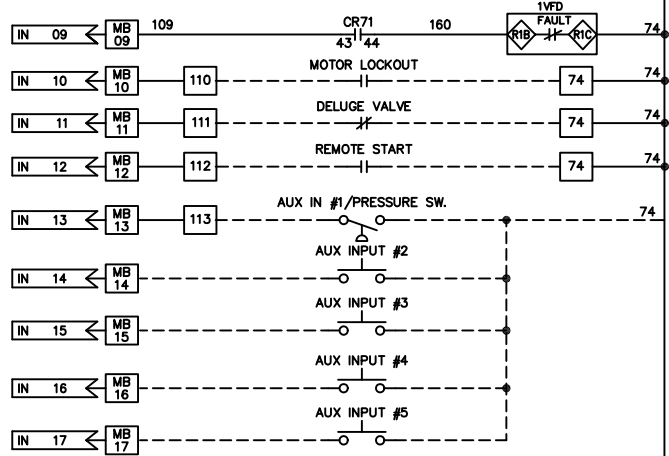 1VFD
IN 09 MB 09 109 CR71 43 44 160 R1B FAULT R1C 74
MOTOR LOCKOUT
IN 10 MB 10 110 74 74
DELUGE VALVE
IN 11 MB 11 111 74 74
REMOTE START
IN 12 MB 12 112 74 74
AUX IN #1/PRESSURE SW.
IN 13 MB 13 113 74
AUX INPUT #2
IN 14 MB 14
AUX INPUT #3
IN 15 MB 15
AUX INPUT #4
IN 16 MB 16
AUX INPUT #5
IN 17 MB 17